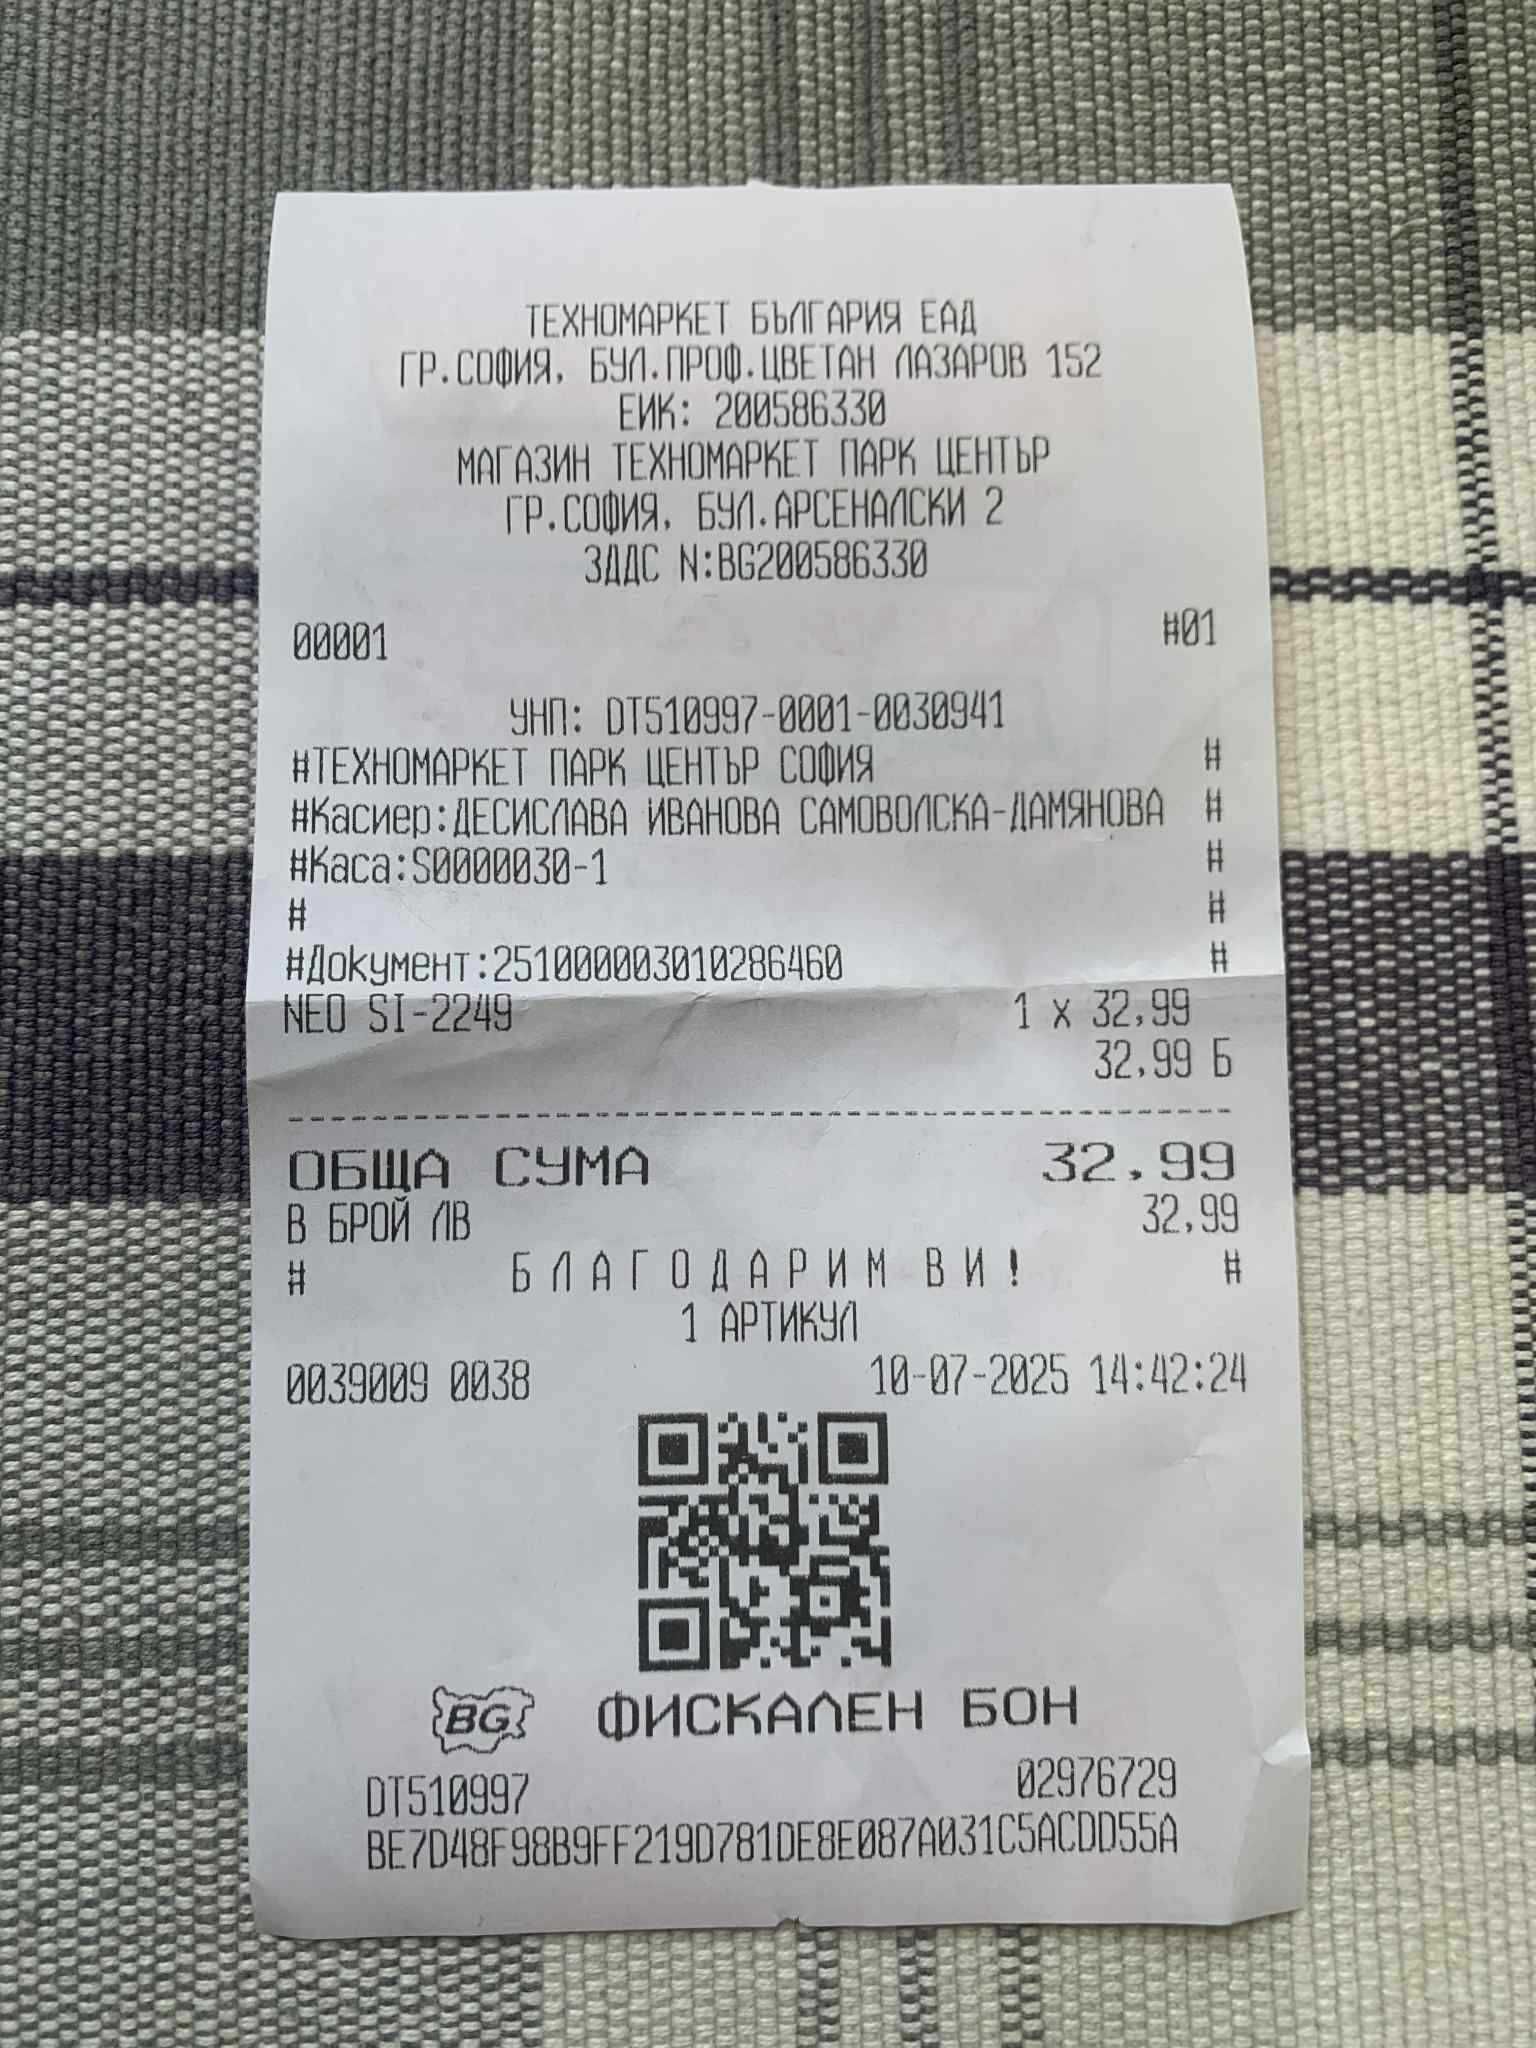 ТЕХНОМАРКЕТ БЪЛГАРИЯ ЕАД
ГР.СОФИЯ, БУЛ.ПРОФ.ЦВЕТАН ЛАЗАРОВ 152
ЕИК: 200586330
МАГАЗИН ТЕХНОМАРКЕТ ПАРК ЦЕНТЪР
ГР.СОФИЯ, БУЛ.АРСЕНАЛСКИ 2
ЗДДС N:BG200586330
00001 #01
УНП: DT510997-0001-0030941
#ТЕХНОМАРКЕТ ПАРК ЦЕНТЪР СОФИЯ #
#Касиер:ДЕСИСЛАВА ИВАНОВА САМОВОЛСКА-ДАМЯНОВА #
#Каса:S0000030-1 #
# #
#Документ:2510000003010286460 #
NEO SI-2249 1 x 32,99
32,99 Б
ОБЩА СУМА 32,99
В БРОЙ ЛВ 32,99
# БЛАГОДАРИМ ВИ! #
1 АРТИКУЛ
0039009 0038 10-07-2025 14:42:24
BG ФИСКАЛЕН БОН
DT510997 02976729
BE7D48F98B9FF219D781DE8E087A031C5ACDD55A